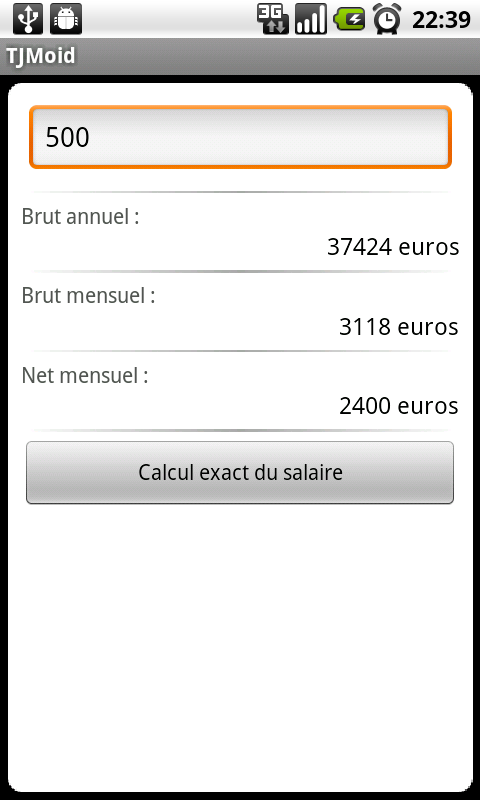 3G 22:39
TJMoid
500
Brut annuel :
37424 euros
Brut mensuel :
3118 euros
Net mensuel :
2400 euros
Calcul exact du salaire